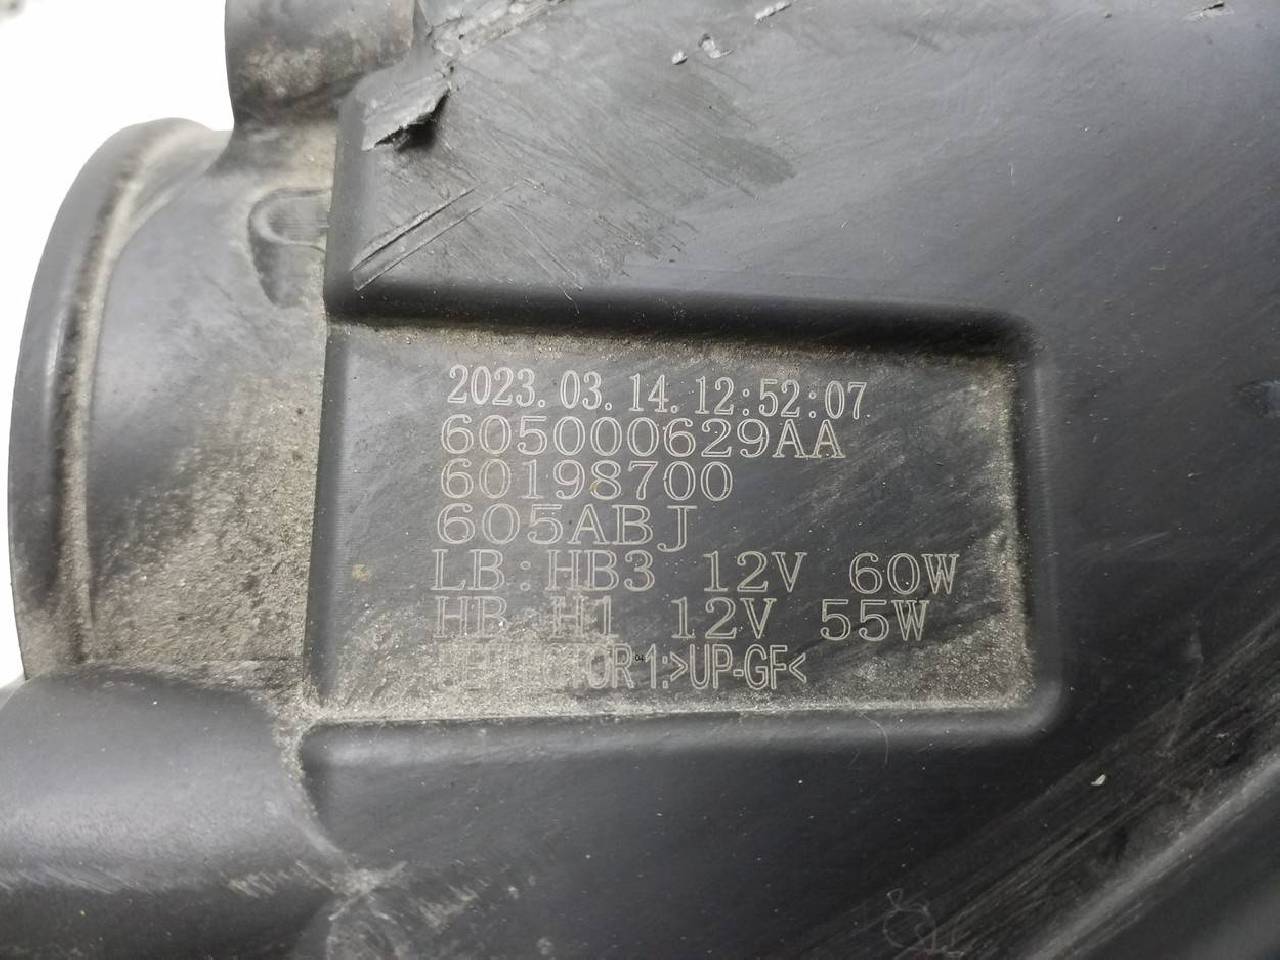 2023.03.14.12:52:07
605000629AA
60198700
605ABJ
LB:HB3 12V 60W
HB:H1 12V 55W
REFLECTOR 1:>UP-GF<